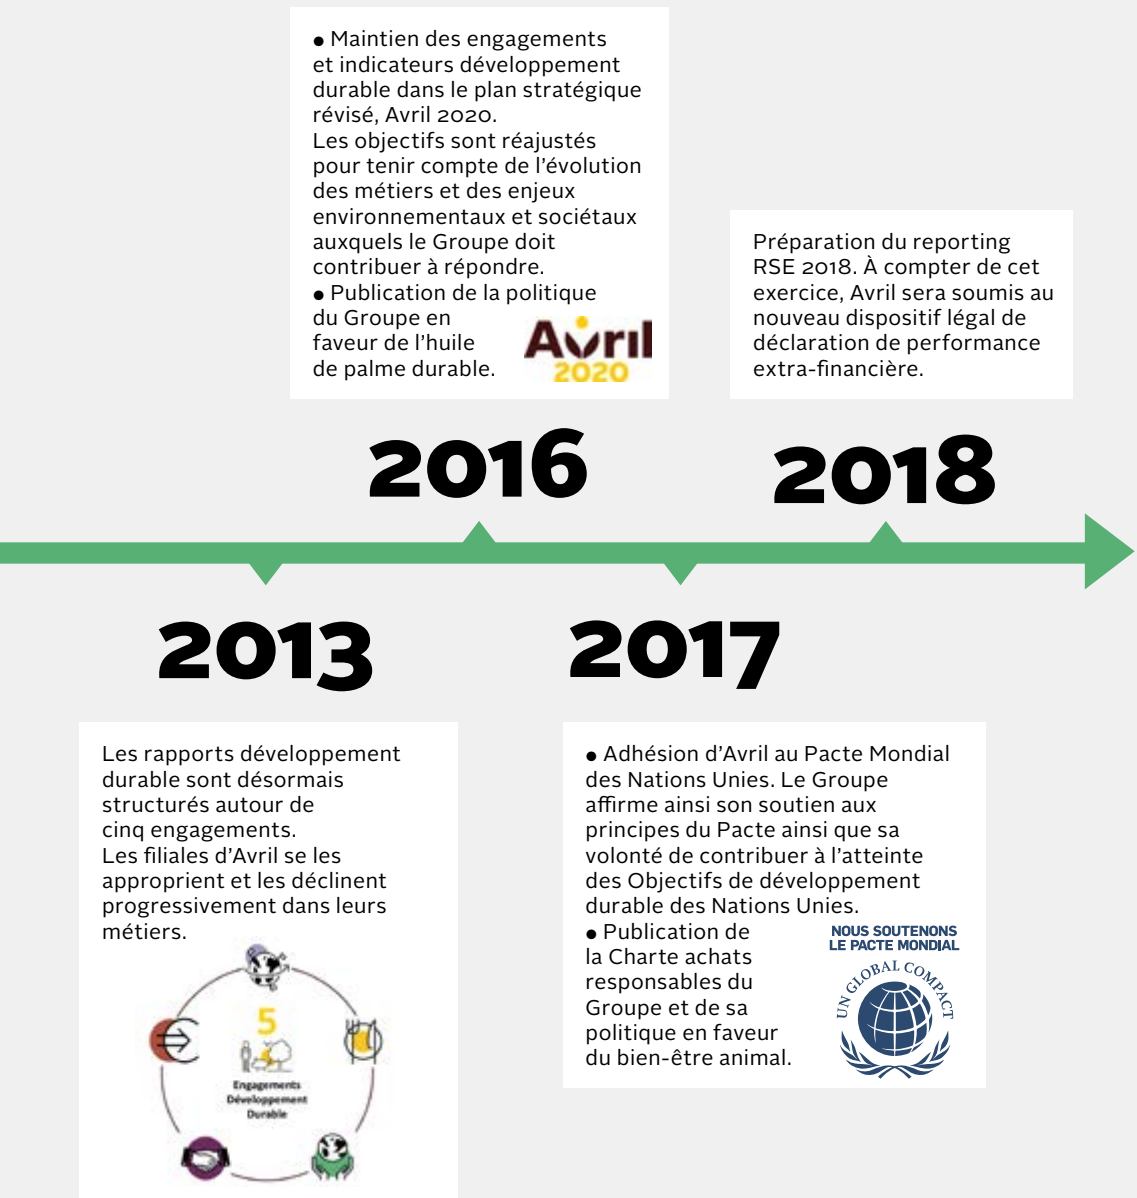 • Maintien des engagements
et indicateurs développement
durable dans le plan stratégique
révisé, Avril 2020.
Les objectifs sont réajustés
pour tenir compte de l’évolution
des métiers et des enjeux
environnementaux et sociétaux
auxquels le Groupe doit
contribuer à répondre.
• Publication de la politique
du Groupe en
faveur de l’huile
de palme durable.
Avril
2020
2016
Préparation du reporting
RSE 2018. À compter de cet
exercice, Avril sera soumis au
nouveau dispositif légal de
déclaration de performance
extra-financière.
2018
2013
Les rapports développement
durable sont désormais
structurés autour de
cinq engagements.
Les filiales d’Avril se les
approprient et les déclinent
progressivement dans leurs
métiers.
5
Engagements
Développement
Durable
2017
• Adhésion d’Avril au Pacte Mondial
des Nations Unies. Le Groupe
affirme ainsi son soutien aux
principes du Pacte ainsi que sa
volonté de contribuer à l’atteinte
des Objectifs de développement
durable des Nations Unies.
• Publication de
la Charte achats
responsables du
Groupe et de sa
politique en faveur
du bien-être animal.
NOUS SOUTENONS
LE PACTE MONDIAL
UN GLOBAL COMPACT